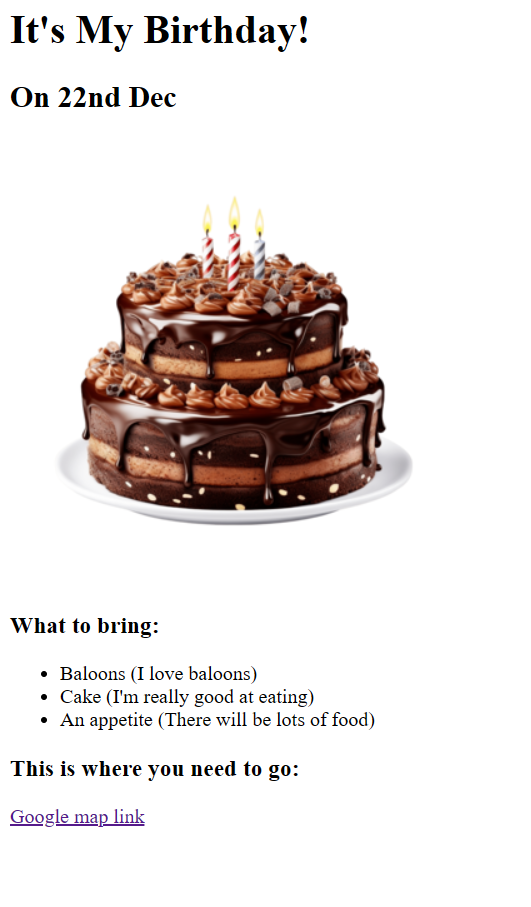 It's My Birthday!
On 22nd Dec
What to bring:
Baloons (I love baloons)
Cake (I'm really good at eating)
An appetite (There will be lots of food)
This is where you need to go:
Google map link